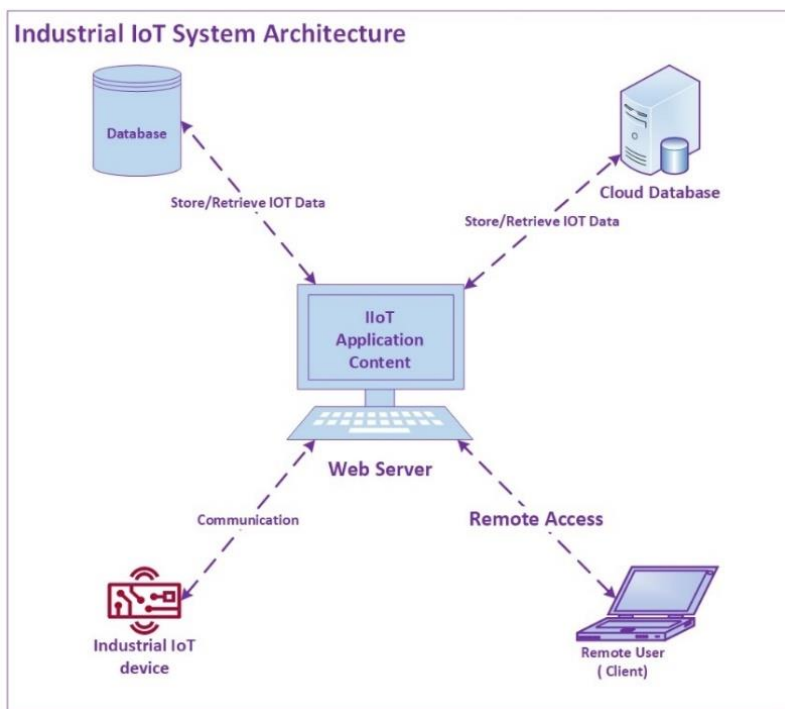 Industrial IoT System Architecture
Database
Cloud Database
Store/Retrieve IOT Data
Store/Retrieve IOT Data
IIoT
Application
Content
Web Server
Communication
Remote Access
Industrial IoT
device
Remote User
( Client)